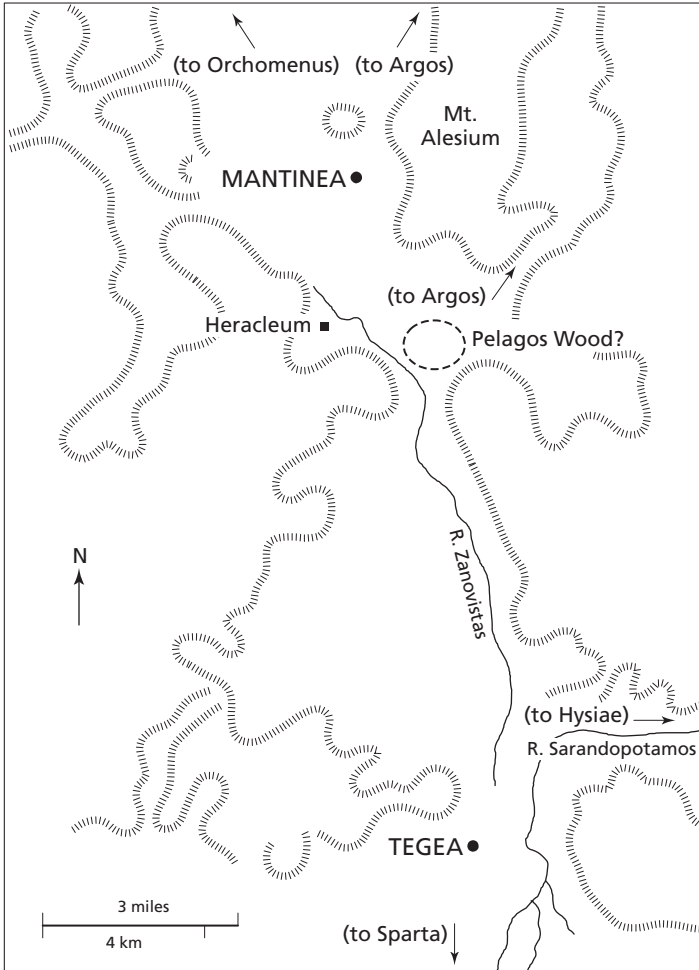 (to Orchomenus)
(to Argos)
Mt.
Alesium
MANTINEA
(to Argos)
Heracleum
Pelagos Wood?
N
R. Zanovistas
(to Hysiae)
R. Sarandopotamos
TEGEA
3 miles
4 km
(to Sparta)